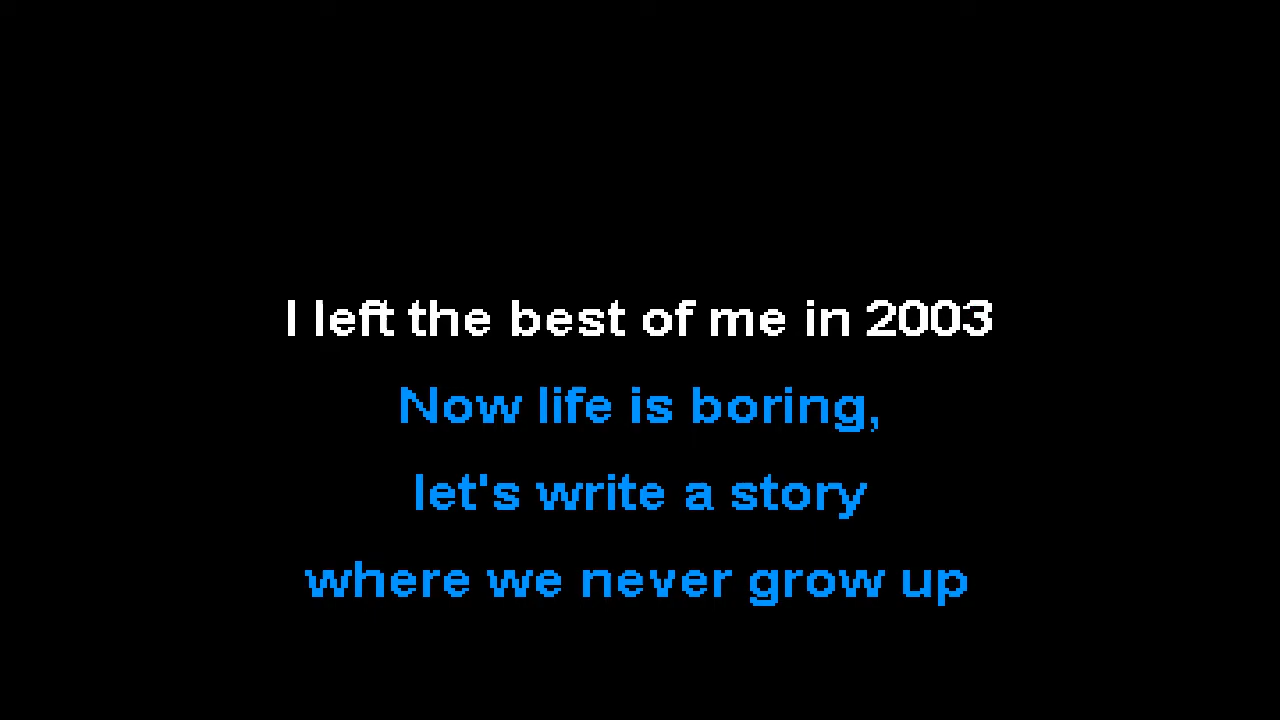 I left the best of me in 2003
Now life is boring,
let's write a story
where we never grow up